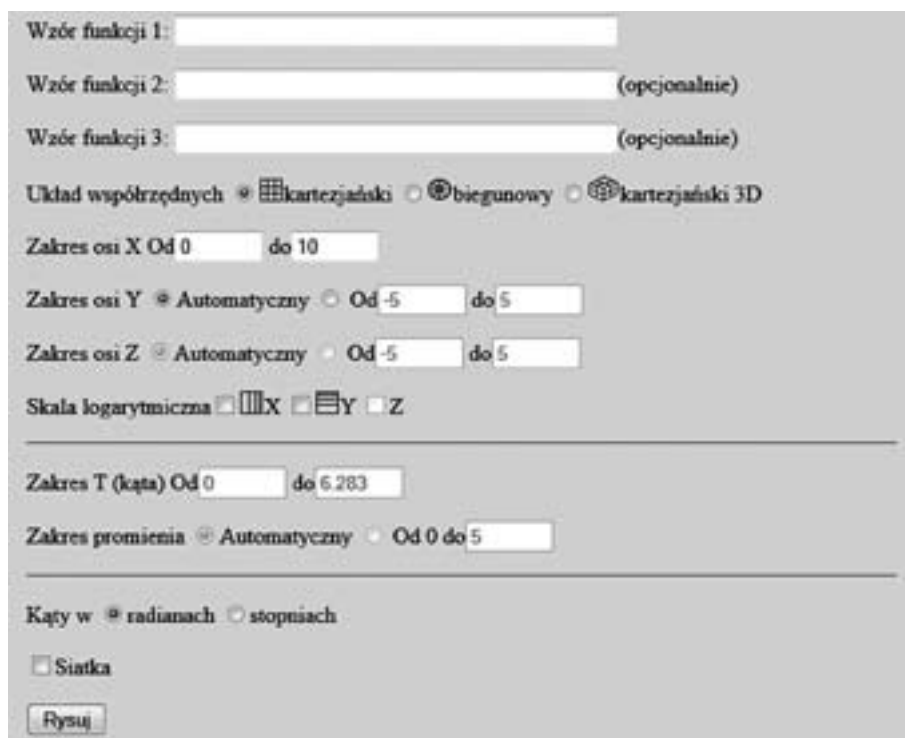 Wzór funkcji 1:
Wzór funkcji 2: (opcjonalnie)
Wzór funkcji 3: (opcjonalnie)
Układ współrzędnych kartezjański biegunowy kartezjański 3D
Zakres osi X Od 0 do 10
Zakres osi Y Automatyczny Od -5 do 5
Zakres osi Z Automatyczny Od -5 do 5
Skala logarytmiczna X Y Z
Zakres T (kąta) Od 0 do 6.283
Zakres promienia Automatyczny Od 0 do 5
Kąty w radianach stopniach
Siatka
Rysuj